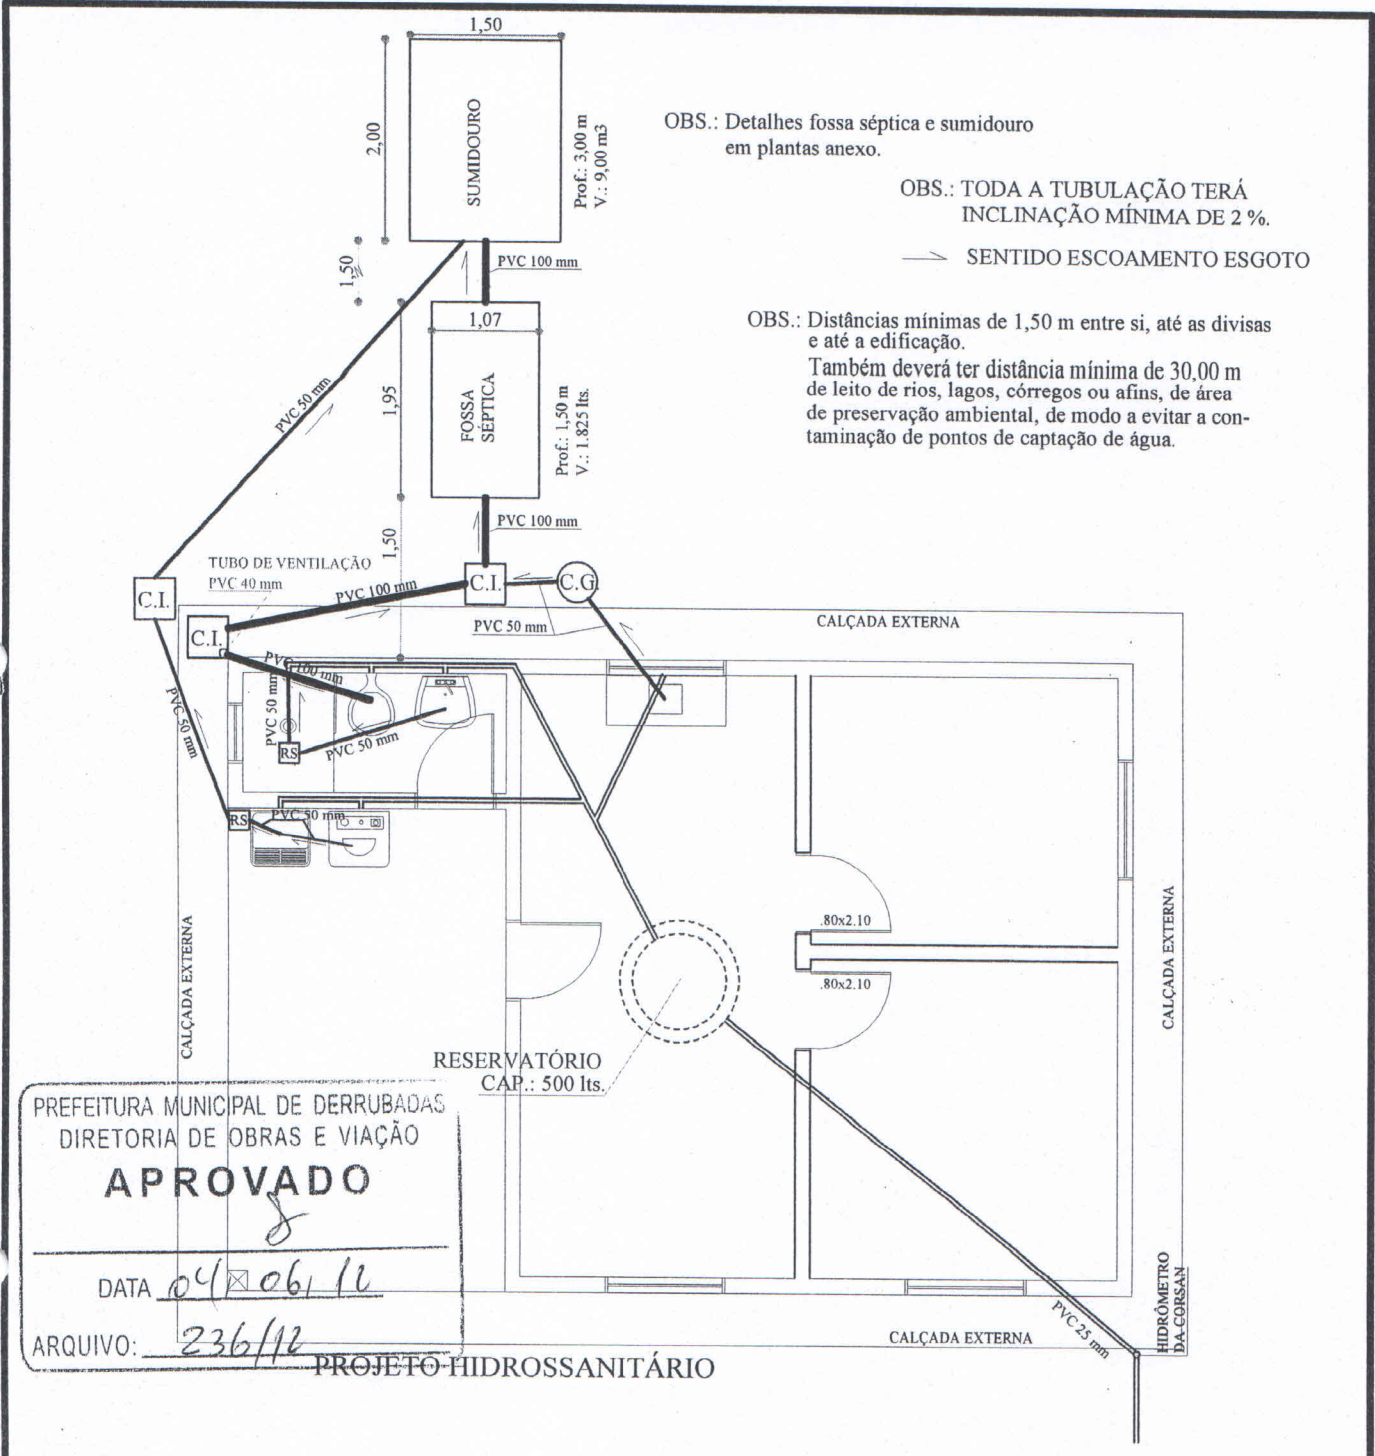 1,50
2,00
SUMIDOURO
Prof.: 3,00 m
V.: 9,00 m3
OBS.: Detalhes fossa séptica e sumidouro
em plantas anexo.
OBS.: TODA A TUBULAÇÃO TERÁ
INCLINAÇÃO MÍNIMA DE 2 %.
SENTIDO ESCOAMENTO ESGOTO
1,50
PVC 100 mm
1,07
OBS.: Distâncias mínimas de 1,50 m entre si, até as divisas
e até a edificação.
Também deverá ter distância mínima de 30,00 m
de leito de rios, lagos, córregos ou afins, de área
de preservação ambiental, de modo a evitar a con-
taminação de pontos de captação de água.
PVC 50 mm
1,95
FOSSA
SÉPTICA
Prof.: 1,50 m
V.: 1.825 lts.
PVC 100 mm
1,50
TUBO DE VENTILAÇÃO
PVC 40 mm
PVC 100 mm
C.I.
C.G.
C.I.
C.I.
PVC 50 mm
CALÇADA EXTERNA
PVC 100 mm
PVC 50 mm
PVC 50 mm
RS
PVC 50 mm
RS
PVC 50 mm
.80x2.10
.80x2.10
CALÇADA EXTERNA
CALÇADA EXTERNA
RESERVATÓRIO
CAP.: 500 lts.
PREFEITURA MUNICIPAL DE DERRUBADAS
DIRETORIA DE OBRAS E VIAÇÃO
APROVADO
DATA 04/06/12
ARQUIVO: 236/12
PVC 25 mm
HIDRÔMETRO
DA CORSAN
CALÇADA EXTERNA
PROJETO HIDROSSANITÁRIO